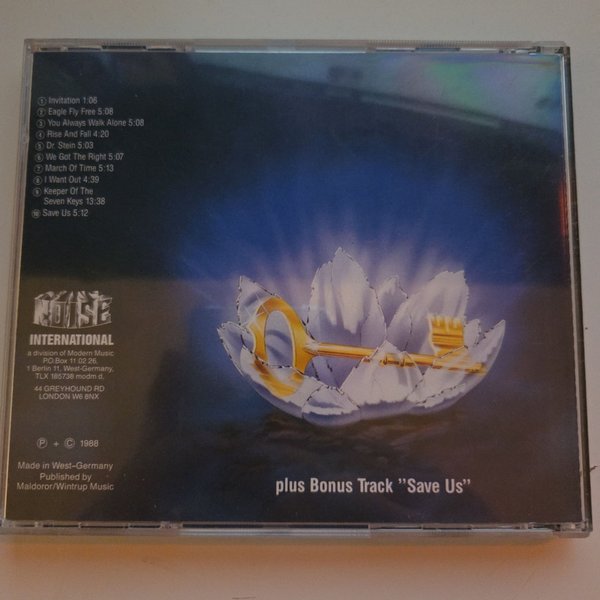 1 Invitation 1:06
2 Eagle Fly Free 5:08
3 You Always Walk Alone 5:08
4 Rise And Fall 4:20
5 Dr. Stein 5:03
6 We Got The Right 5:07
7 March Of Time 5:13
8 I Want Out 4:39
9 Keeper Of The
Seven Keys 13:38
10 Save Us 5:12
NOISE
INTERNATIONAL
a division of Modern Music
P.O.Box 11 02 26,
1 Berlin 11, West-Germany,
TLX 185738 modm d,
44 GREYHOUND RD
LONDON W6 8NX
Ⓟ + © 1988
Made in West-Germany
Published by
Maldoror/Wintrup Music
plus Bonus Track "Save Us"